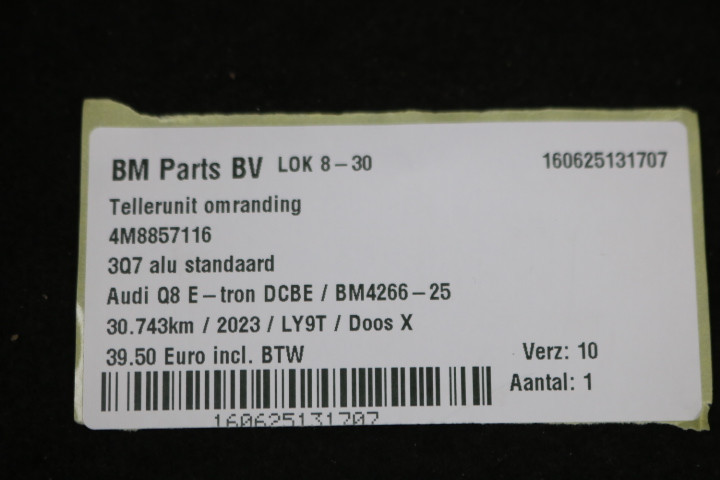 BM Parts BV LOK 8-30 160625131707
Tellerunit omranding
4M8857116
3Q7 alu standaard
Audi Q8 E-tron DCBE / BM4266-25
30.743km / 2023 / LY9T / Doos X
39.50 Euro incl. BTW Verz: 10
Aantal: 1
160625131707